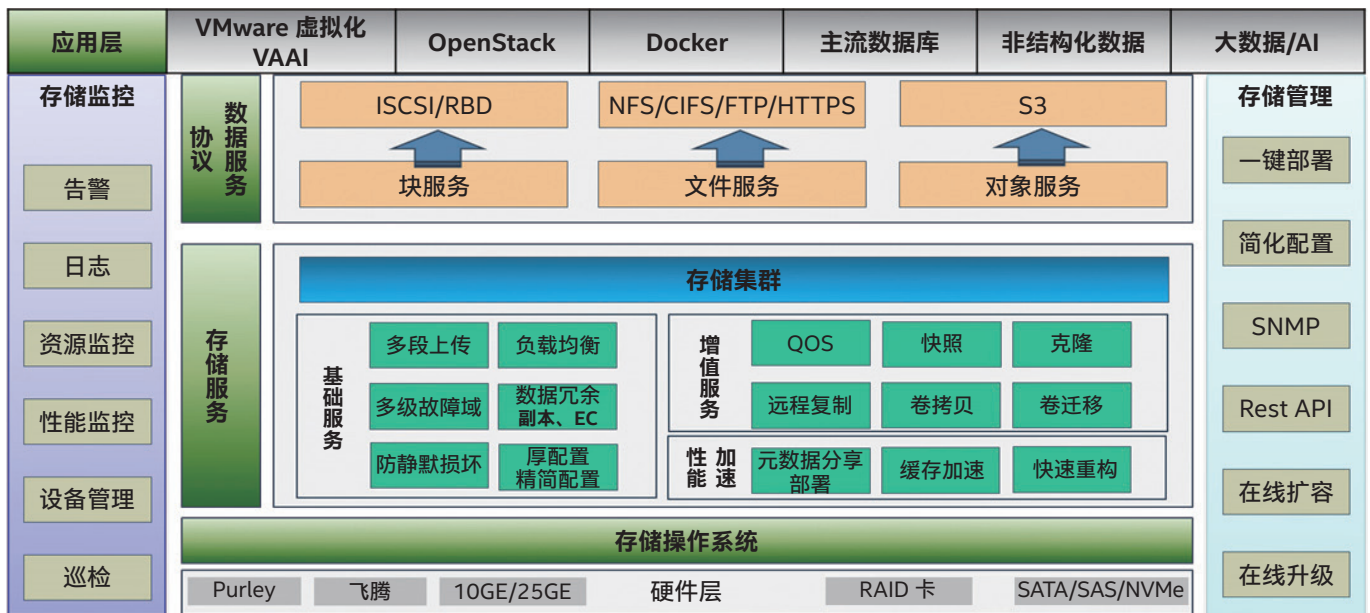 应用层
VMware 虚拟化
VAAI
OpenStack
Docker
主流数据库
非结构化数据
大数据/AI
存储监控
告警
日志
资源监控
性能监控
设备管理
巡检
数据服务
协议
ISCSI/RBD
NFS/CIFS/FTP/HTTPS
S3
块服务
文件服务
对象服务
存储服务
存储集群
基础服务
多段上传
负载均衡
多级故障域
数据冗余
副本、EC
防静默损坏
厚配置
精简配置
增值服务
QOS
快照
克隆
远程复制
卷拷贝
卷迁移
性能
加速
元数据分享
部署
缓存加速
快速重构
存储操作系统
Purley
飞腾
10GE/25GE
硬件层
RAID 卡
SATA/SAS/NVMe
存储管理
一键部署
简化配置
SNMP
Rest API
在线扩容
在线升级